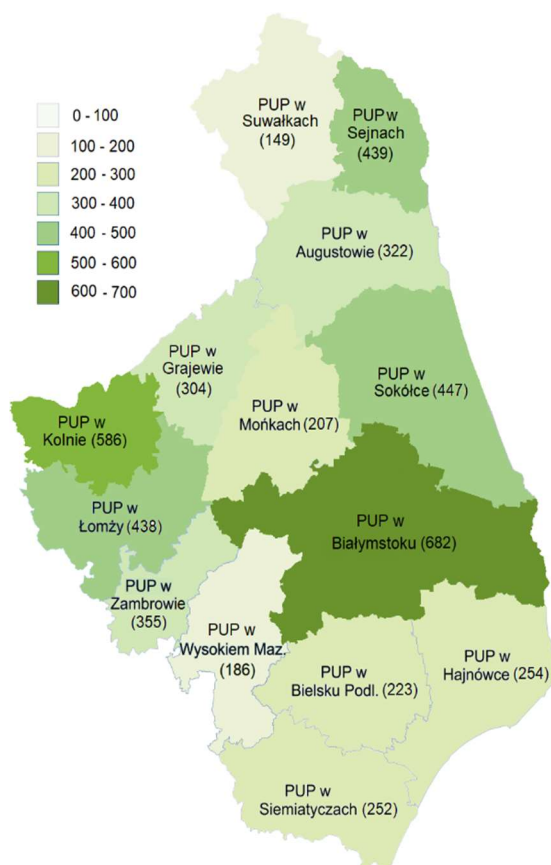 0 - 100
100 - 200
200 - 300
300 - 400
400 - 500
500 - 600
600 - 700
PUP w
Suwałkach
(149)
PUP w
Sejnach
(439)
PUP w
Augustowie (322)
PUP w
Grajewie
(304)
PUP w
Mońkach (207)
PUP w
Sokółce (447)
PUP w
Kolnie (586)
PUP w
Łomży (438)
PUP w
Białymstoku (682)
PUP w
Zambrowie
(355)
PUP w
Wysokiem Maz.
(186)
PUP w
Bielsku Podl. (223)
PUP w
Hajnówce (254)
PUP w
Siemiatyczach (252)